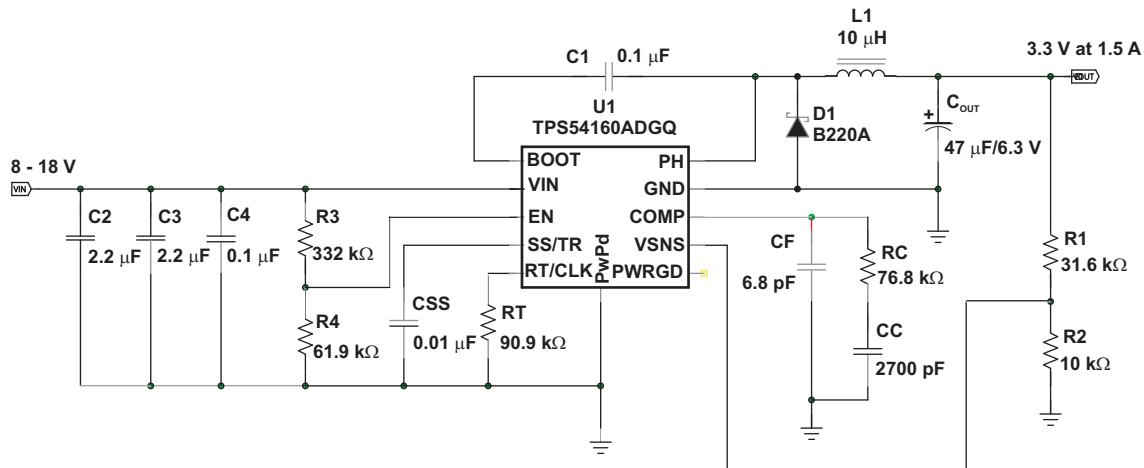 L1
10 μH
3.3 V at 1.5 A
C1
0.1 μF
U1
TPS54160ADGQ
D1
B220A
C_OUT
+
47 μF/6.3 V
8 - 18 V
VIN
C2
2.2 μF
C3
2.2 μF
C4
0.1 μF
R3
332 kΩ
R4
61.9 kΩ
CSS
0.01 μF
RT
90.9 kΩ
BOOT
VIN
EN
SS/TR
RT/CLK
PwPd
PH
GND
COMP
VSNS
PWRGD
CF
6.8 pF
RC
76.8 kΩ
CC
2700 pF
R1
31.6 kΩ
R2
10 kΩ